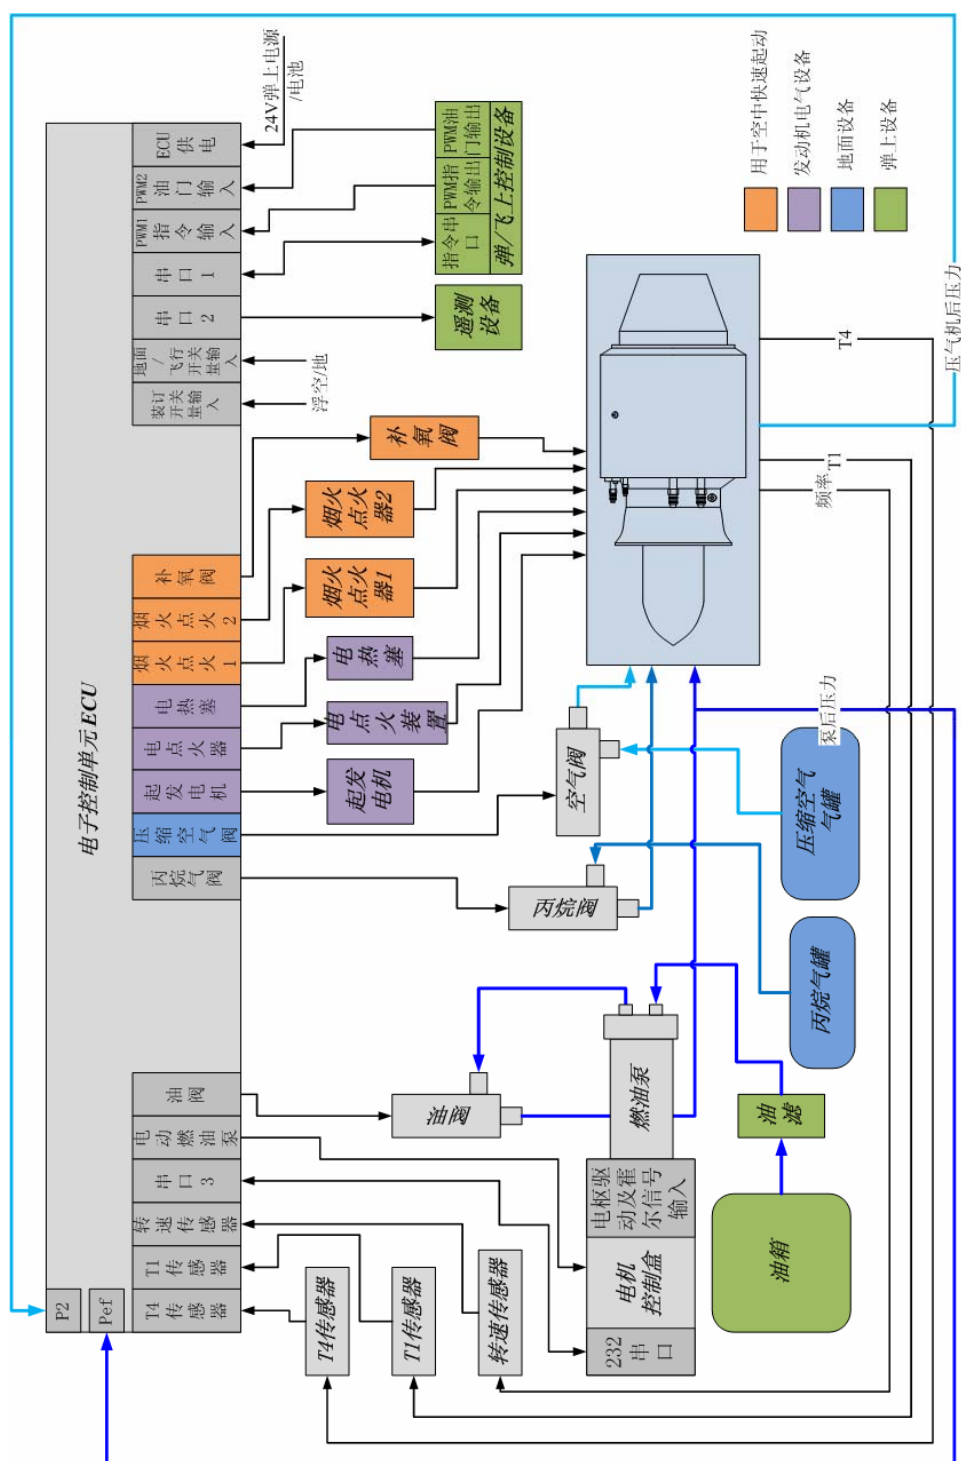 电子控制单元ECU
P2
Pef
T4传感器
T1传感器
转速传感器
串口3
电动燃油泵
油阀
丙烷气阀
压缩空气阀
起发电机
电点火器
电热塞
烟火点火1
烟火点火2
补氧阀
装订开关量输入
地面/飞行开关量输入
串口2
串口1
PWM1指令输入
PWM2油门输入
ECU供电
T4传感器
T1传感器
转速传感器
油阀
丙烷阀
空气阀
起发电机
电点火装置
电热塞
烟火点火器1
烟火点火器2
补氧阀
浮空/地
遥测设备
指令串口
PWM指令输出
PWM油门输出
弹/飞上控制设备
24V弹上电源
/电池
232串口
电机控制盒
电枢驱动及霍尔信号输入
燃油泵
油箱
油滤
丙烷气罐
压缩空气气罐
泵后压力
频率
T1
T4
压气机后压力
用于空中快速起动
发动机电气设备
地面设备
弹上设备